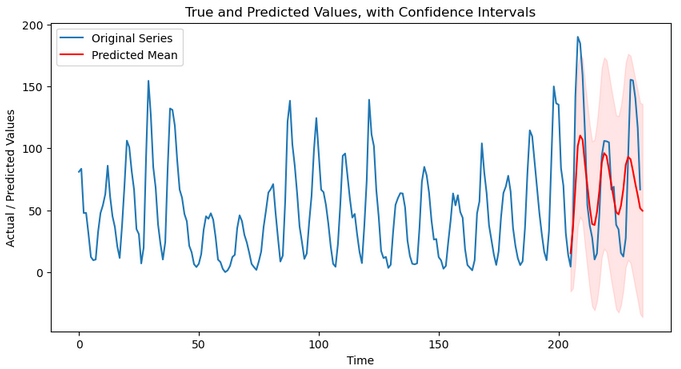 True and Predicted Values, with Confidence Intervals
200
Original Series
Predicted Mean
150
100
50
0
Actual / Predicted Values
0 50 100 150 200
Time